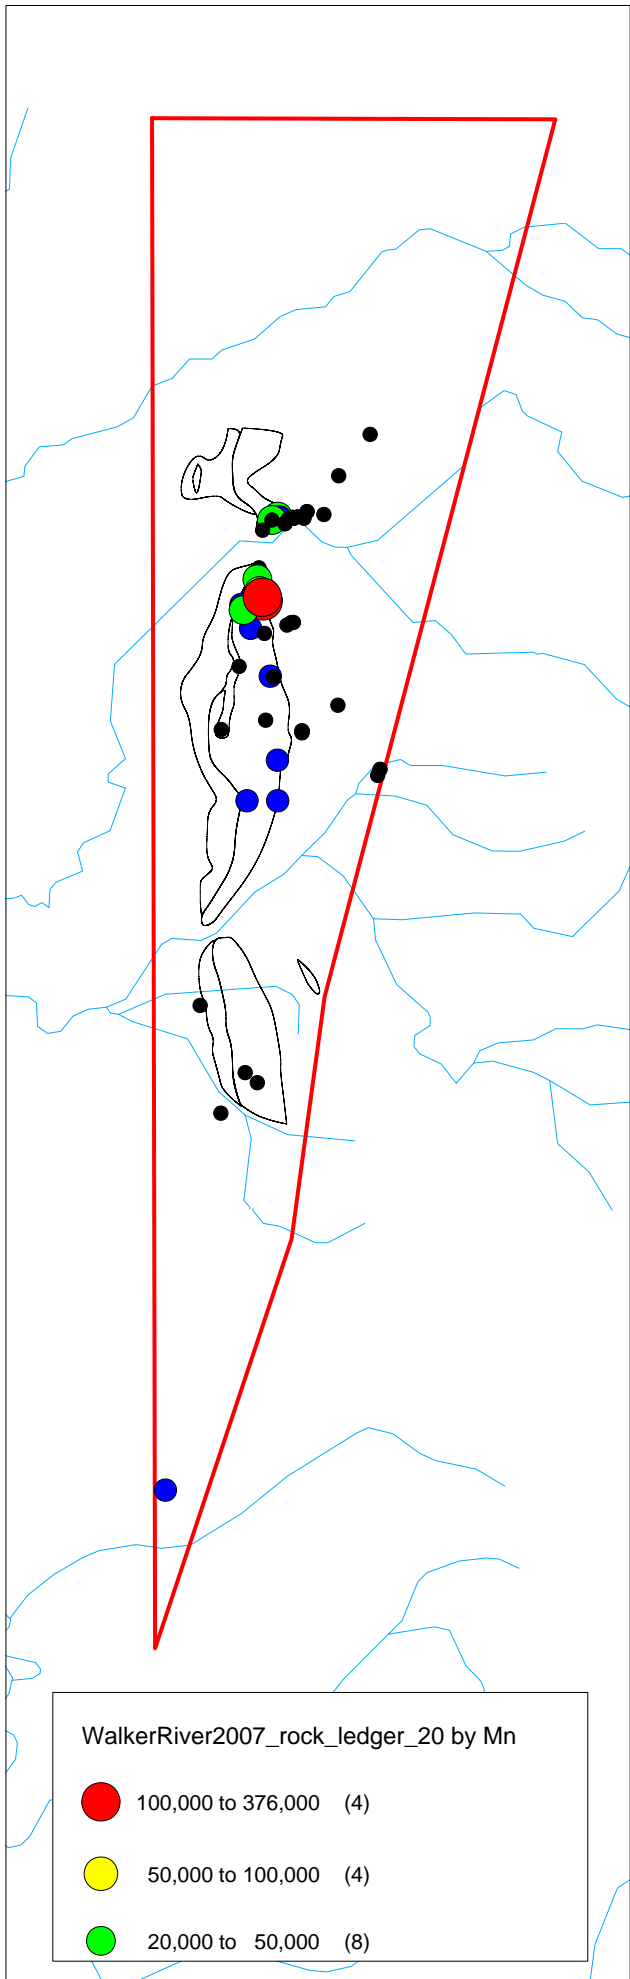 WalkerRiver2007_rock_ledger_20 by Mn
100,000 to 376,000 (4)
50,000 to 100,000 (4)
20,000 to 50,000 (8)